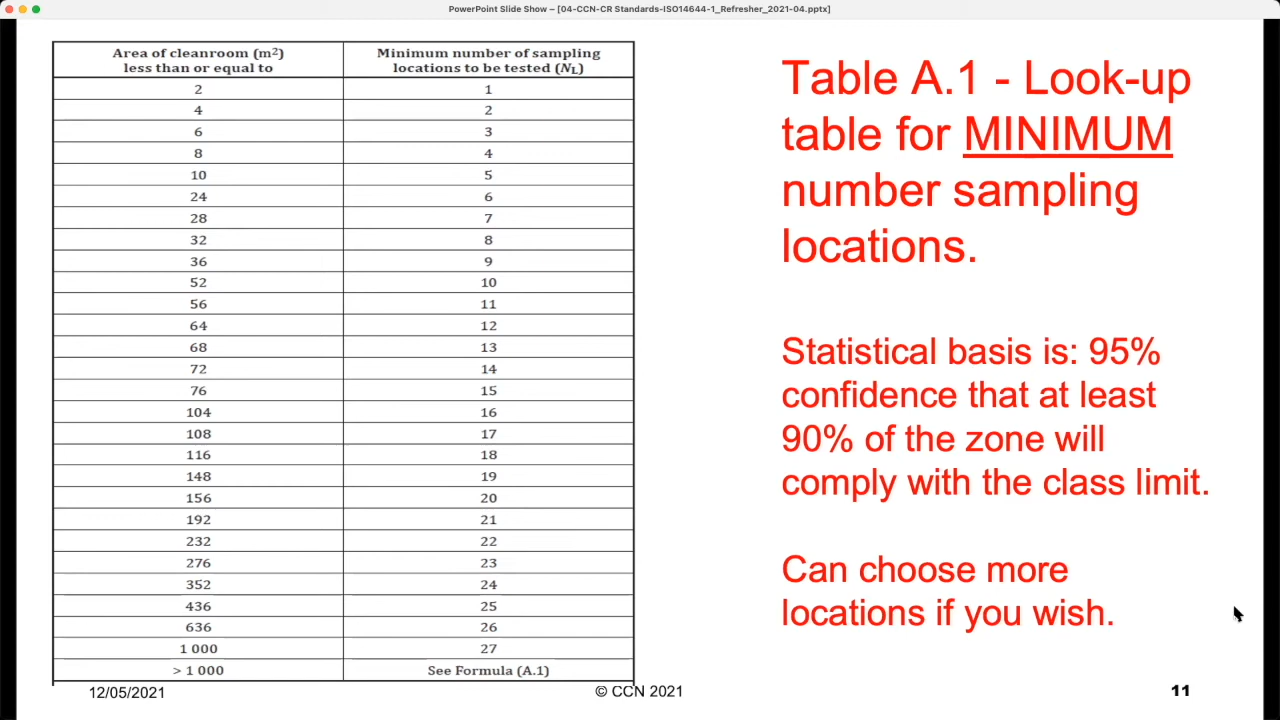 PowerPoint Slide Show – [04-CCN-CR Standards-ISO14644-1_Refresher_2021-04.pptx]
Area of cleanroom (m²) less than or equal to | Minimum number of sampling locations to be tested (NL)
2 1
4 2
6 3
8 4
10 5
24 6
28 7
32 8
36 9
52 10
56 11
64 12
68 13
72 14
76 15
104 16
108 17
116 18
148 19
156 20
192 21
232 22
276 23
352 24
436 25
636 26
1 000 27
> 1 000 See Formula (A.1)
Table A.1 - Look-up
table for MINIMUM
number sampling
locations.
Statistical basis is: 95%
confidence that at least
90% of the zone will
comply with the class limit.
Can choose more
locations if you wish.
12/05/2021
© CCN 2021
11